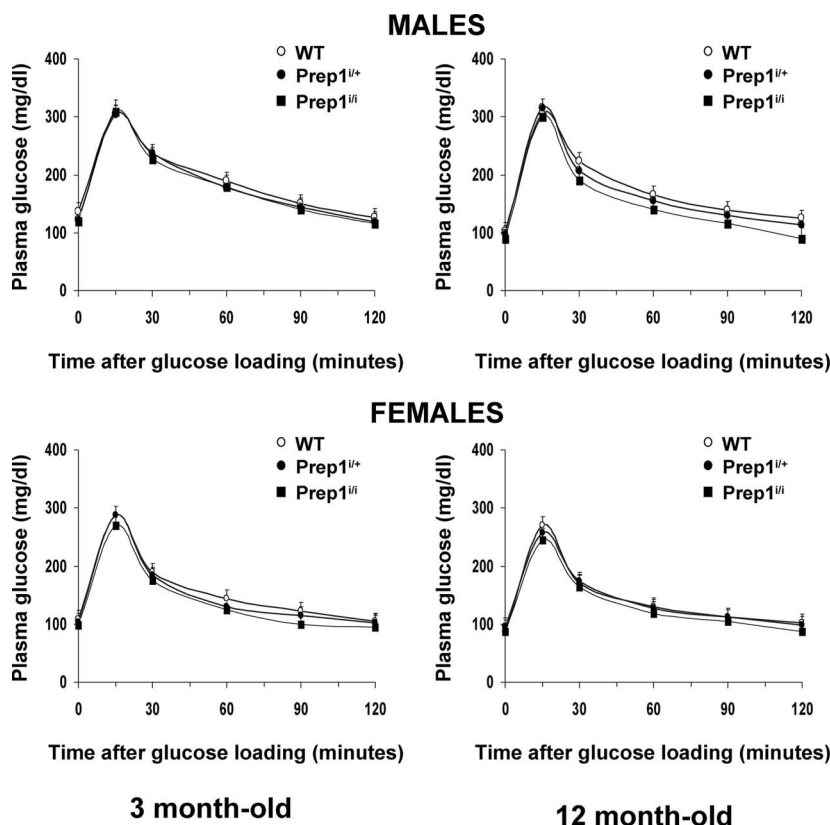 MALES
WT
Prep1i/+
Prep1i/i
Plasma glucose (mg/dl)
400
300
200
100
0
0 30 60 90 120
Time after glucose loading (minutes)
WT
Prep1i/+
Prep1i/i
Plasma glucose (mg/dl)
400
300
200
100
0
0 30 60 90 120
Time after glucose loading (minutes)
FEMALES
WT
Prep1i/+
Prep1i/i
Plasma glucose (mg/dl)
400
300
200
100
0
0 30 60 90 120
Time after glucose loading (minutes)
WT
Prep1i/+
Prep1i/i
Plasma glucose (mg/dl)
400
300
200
100
0
0 30 60 90 120
Time after glucose loading (minutes)
3 month-old
12 month-old